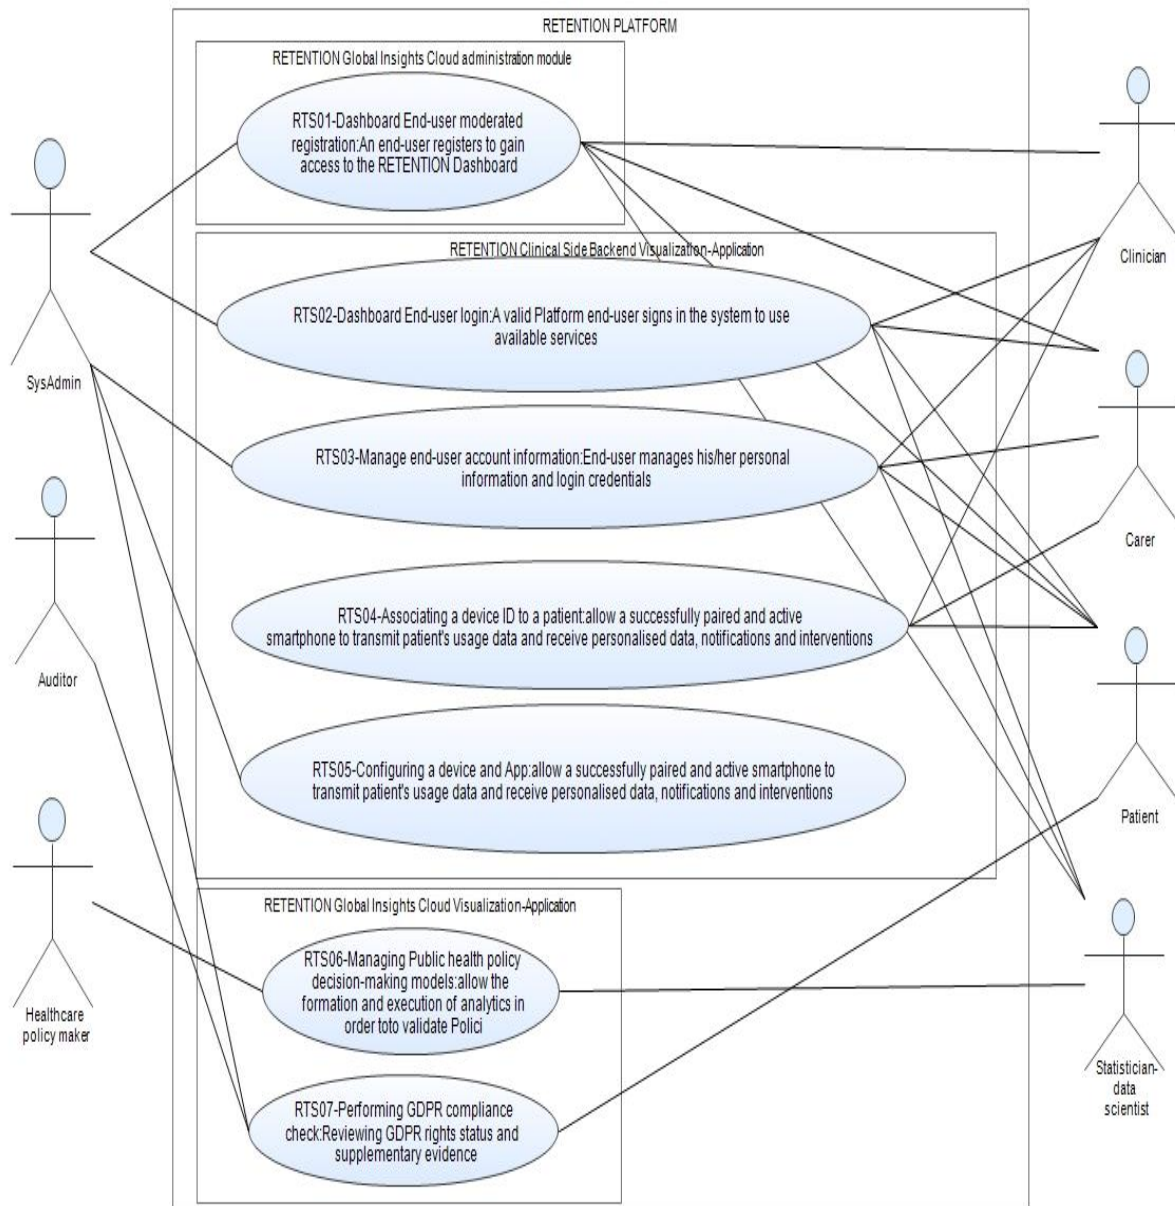 RETENTION PLATFORM
RETENTION Global Insights Cloud administration module
RTS01-Dashboard End-user moderated
registration:An end-user registers to gain
access to the RETENTION Dashboard
SysAdmin
Clinician
RETENTION Clinical Side Backend Visualization-Application
RTS02-Dashboard End-user login:A valid Platform end-user signs in the system to use
available services
RTS03-Manage end-user account information:End-user manages his/her personal
information and login credentials
Carer
RTS04-Associating a device ID to a patient:allow a successfully paired and active
smartphone to transmit patient's usage data and receive personalised data, notifications and interventions
Auditor
RTS05-Configuring a device and App:allow a successfully paired and active smartphone to
transmit patient's usage data and receive personalised data, notifications and interventions
Patient
RETENTION Global Insights Cloud Visualization-Application
RTS06-Managing Public health policy
decision-making models:allow the
formation and execution of analytics in
order toto validate Polici
Healthcare
policy maker
RTS07-Performing GDPR compliance
check:Reviewing GDPR rights status and
supplementary evidence
Statistician-
data
scientist